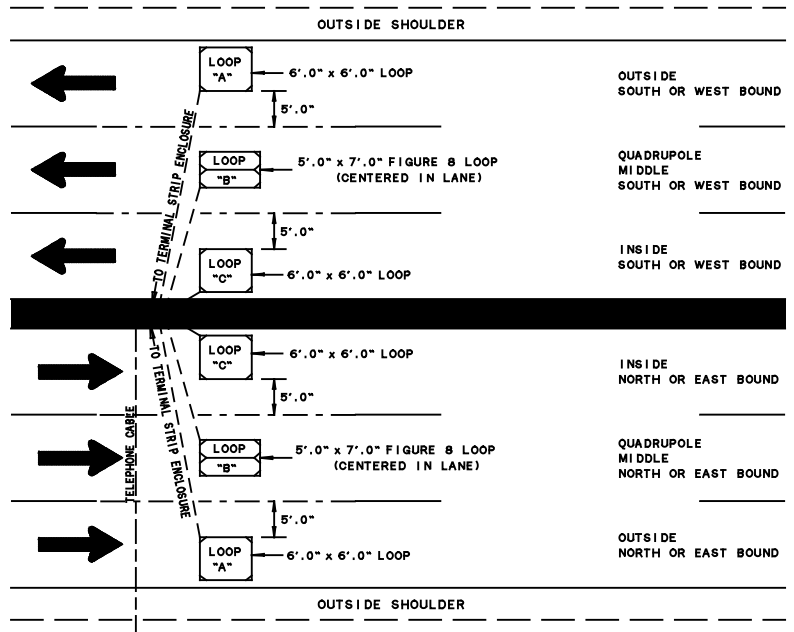 OUTSIDE SHOULDER
LOOP
"A"
6'.0" x 6'.0" LOOP
OUTSIDE
SOUTH OR WEST BOUND
5'.0"
TO TERMINAL STRIP ENCLOSURE
LOOP
"B"
5'.0" x 7'.0" FIGURE 8 LOOP
(CENTERED IN LANE)
QUADRUPOLE
MIDDLE
SOUTH OR WEST BOUND
5'.0"
LOOP
"C"
6'.0" x 6'.0" LOOP
INSIDE
SOUTH OR WEST BOUND
LOOP
"C"
6'.0" x 6'.0" LOOP
INSIDE
NORTH OR EAST BOUND
5'.0"
TO TERMINAL STRIP ENCLOSURE
TELEPHONE CABLE
LOOP
"B"
5'.0" x 7'.0" FIGURE 8 LOOP
(CENTERED IN LANE)
QUADRUPOLE
MIDDLE
NORTH OR EAST BOUND
5'.0"
LOOP
"A"
6'.0" x 6'.0" LOOP
OUTSIDE
NORTH OR EAST BOUND
OUTSIDE SHOULDER